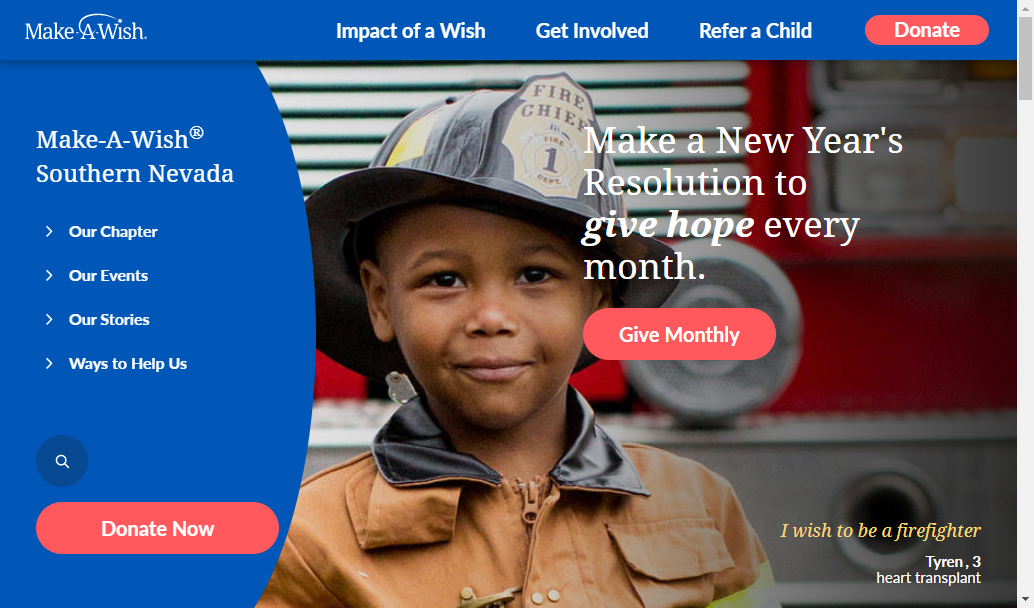 Make-A-Wish.
Impact of a Wish
Get Involved
Refer a Child
Donate
Make-A-Wish®
Southern Nevada
Our Chapter
Our Events
Our Stories
Ways to Help Us
Donate Now
FIRE
CHIEF
FIRE
1
DEPT.
Make a New Year's
Resolution to
give hope every
month.
Give Monthly
I wish to be a firefighter
Tyren , 3
heart transplant